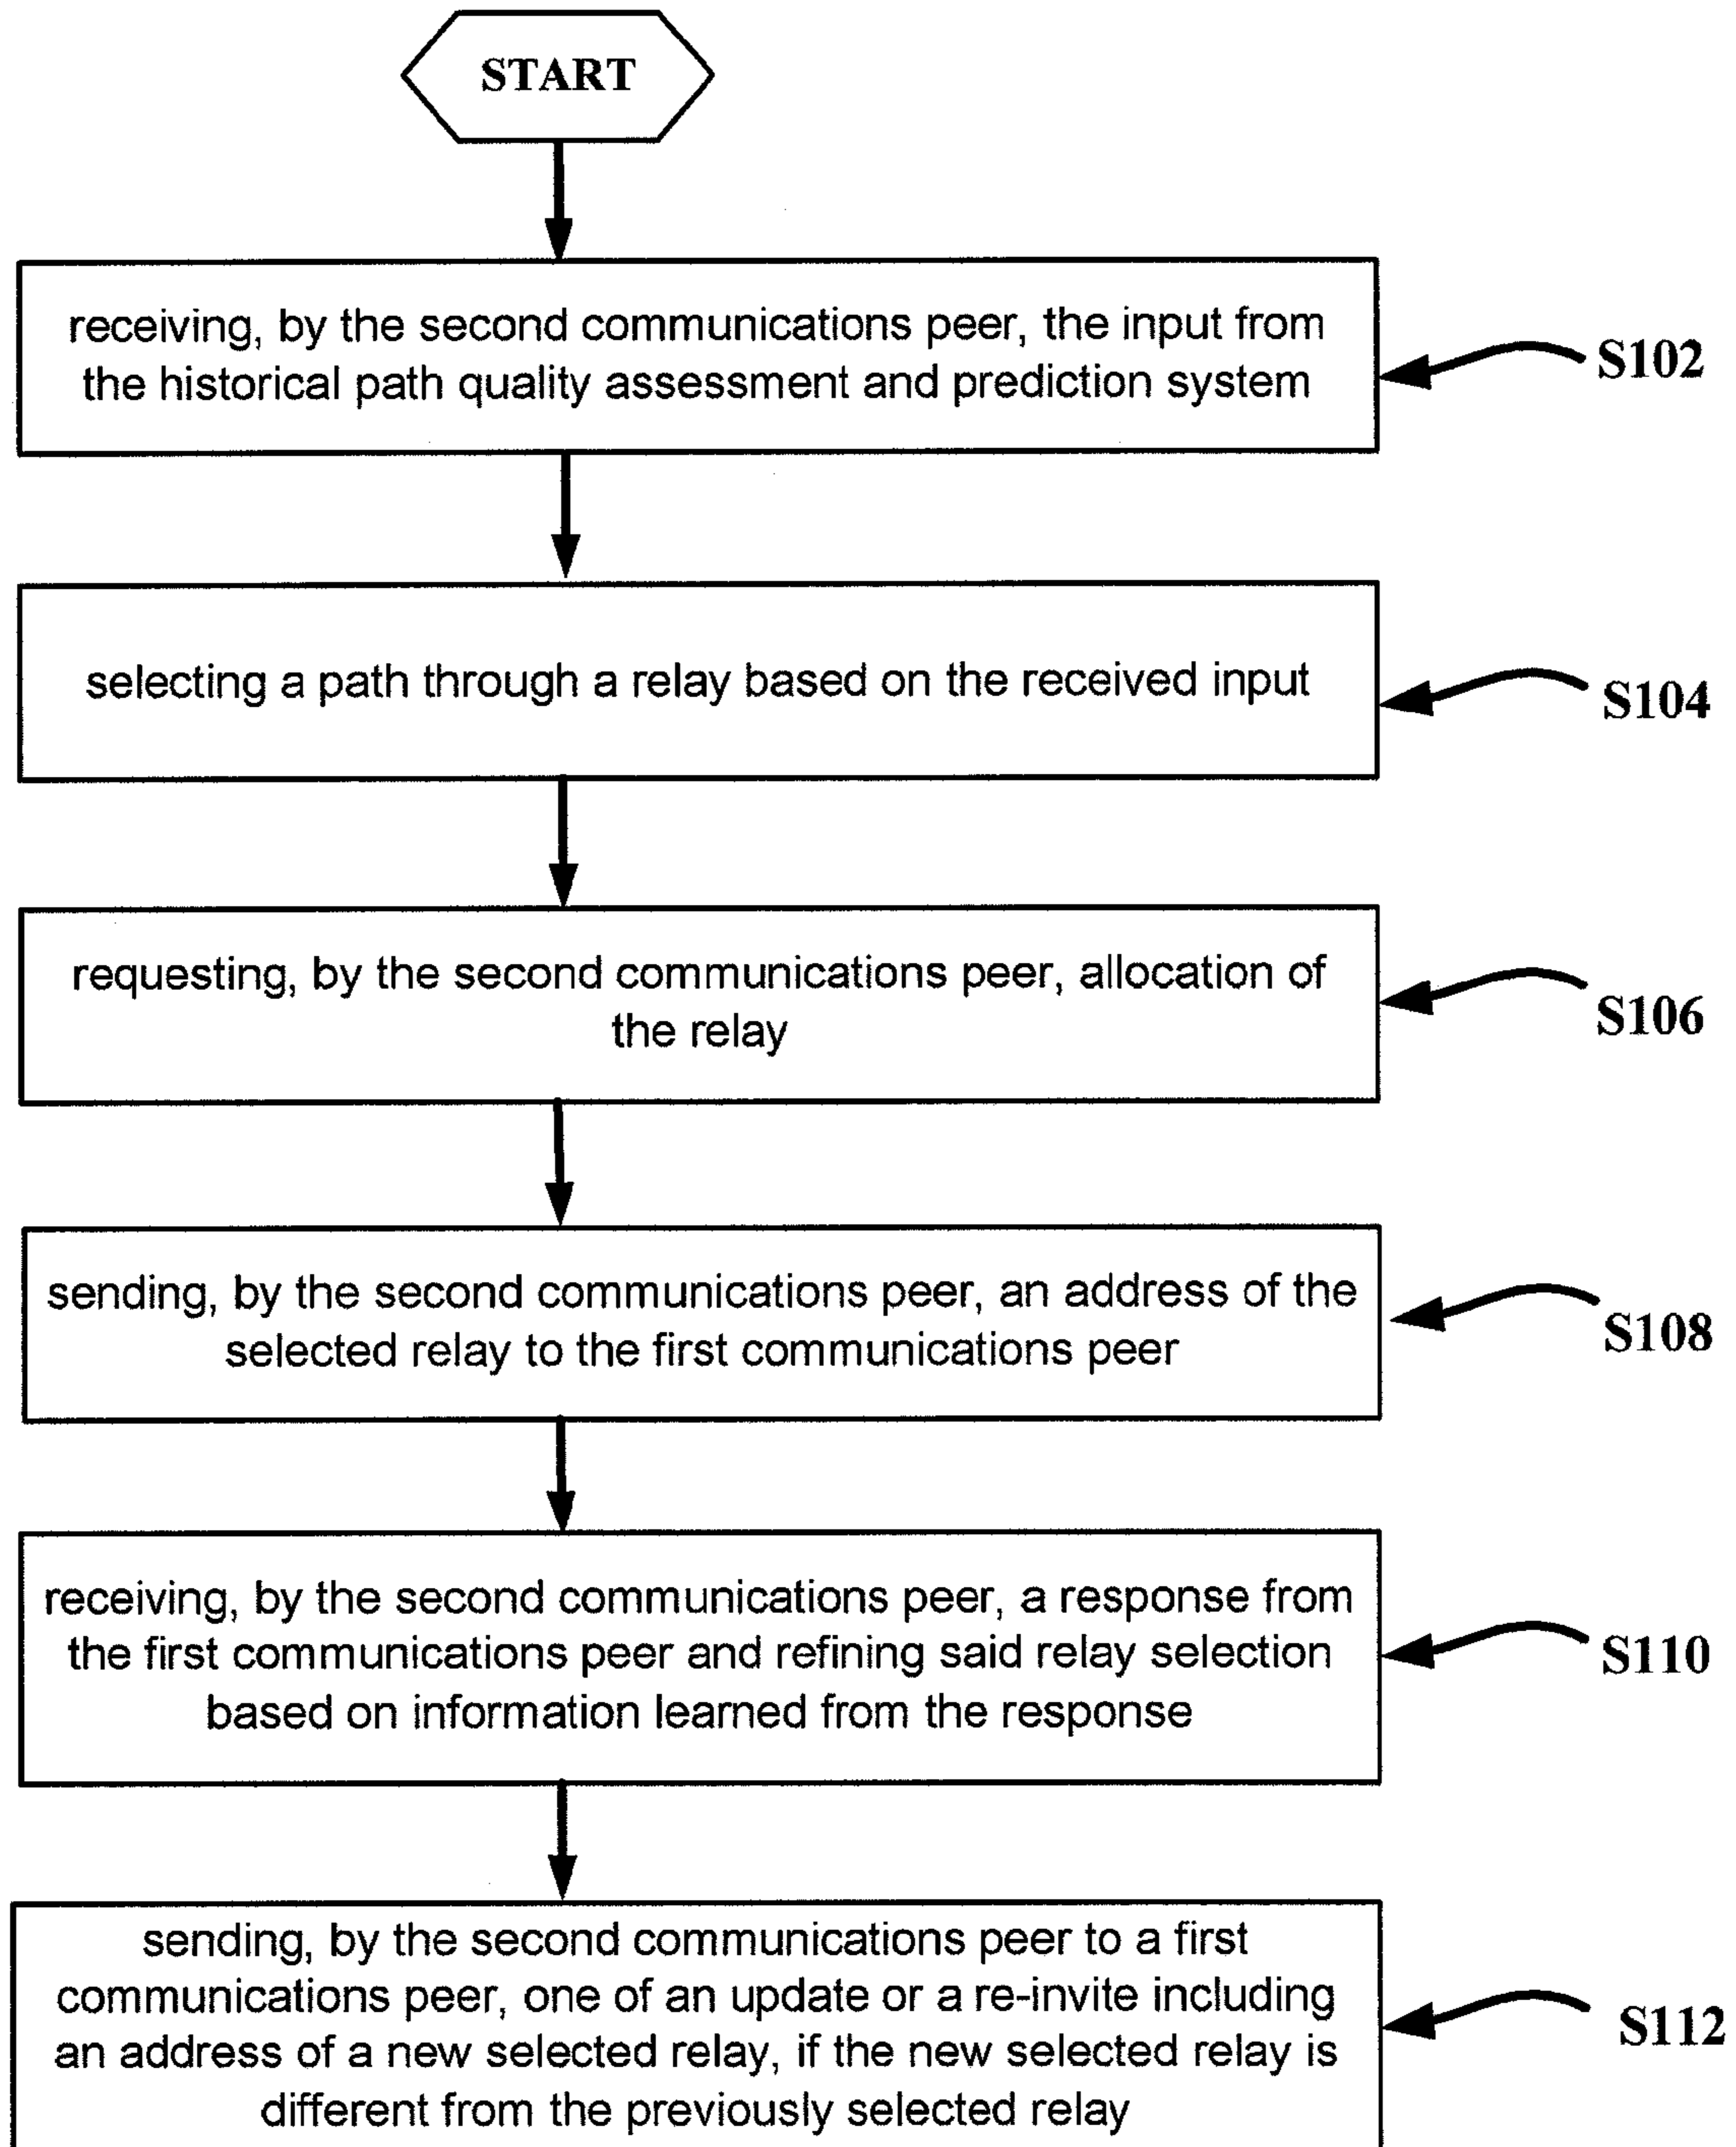 START
receiving, by the second communications peer, the input from
the historical path quality assessment and prediction system
S102
selecting a path through a relay based on the received input
S104
requesting, by the second communications peer, allocation of
the relay
S106
sending, by the second communications peer, an address of the
selected relay to the first communications peer
S108
receiving, by the second communications peer, a response from
the first communications peer and refining said relay selection
based on information learned from the response
S110
sending, by the second communications peer to a first
communications peer, one of an update or a re-invite including
an address of a new selected relay, if the new selected relay is
different from the previously selected relay
S112